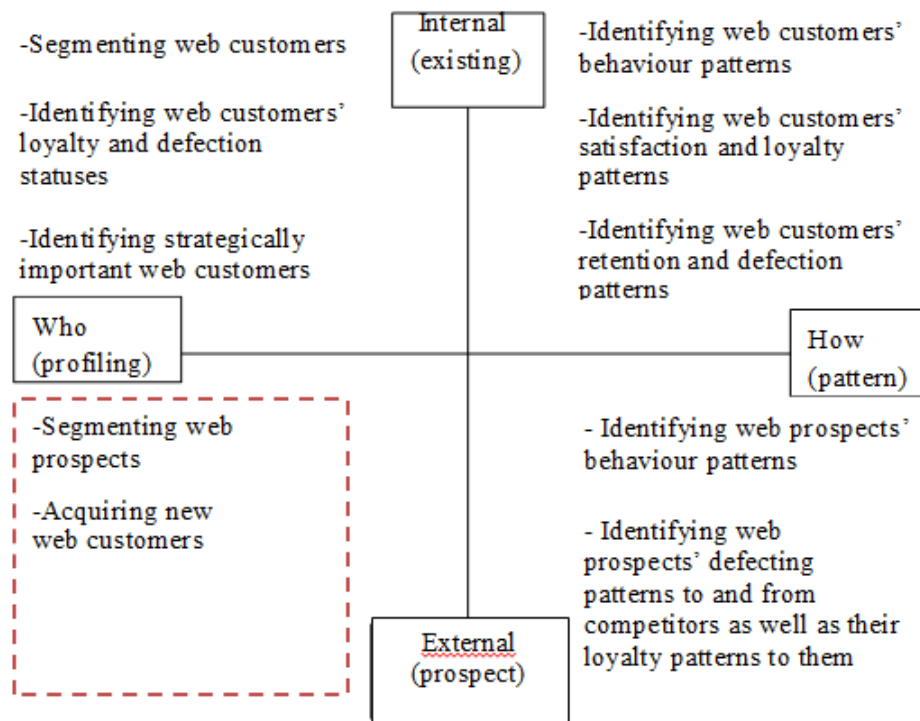 -Segmenting web customers
-Identifying web customers’
loyalty and defection
statuses
-Identifying strategically
important web customers
Internal
(existing)
-Identifying web customers’
behaviour patterns
-Identifying web customers’
satisfaction and loyalty
patterns
-Identifying web customers’
retention and defection
patterns
Who
(profiling)
How
(pattern)
-Segmenting web
prospects
-Acquiring new
web customers
External
(prospect)
- Identifying web prospects’
behaviour patterns
- Identifying web
prospects’ defecting
patterns to and from
competitors as well as their
loyalty patterns to them